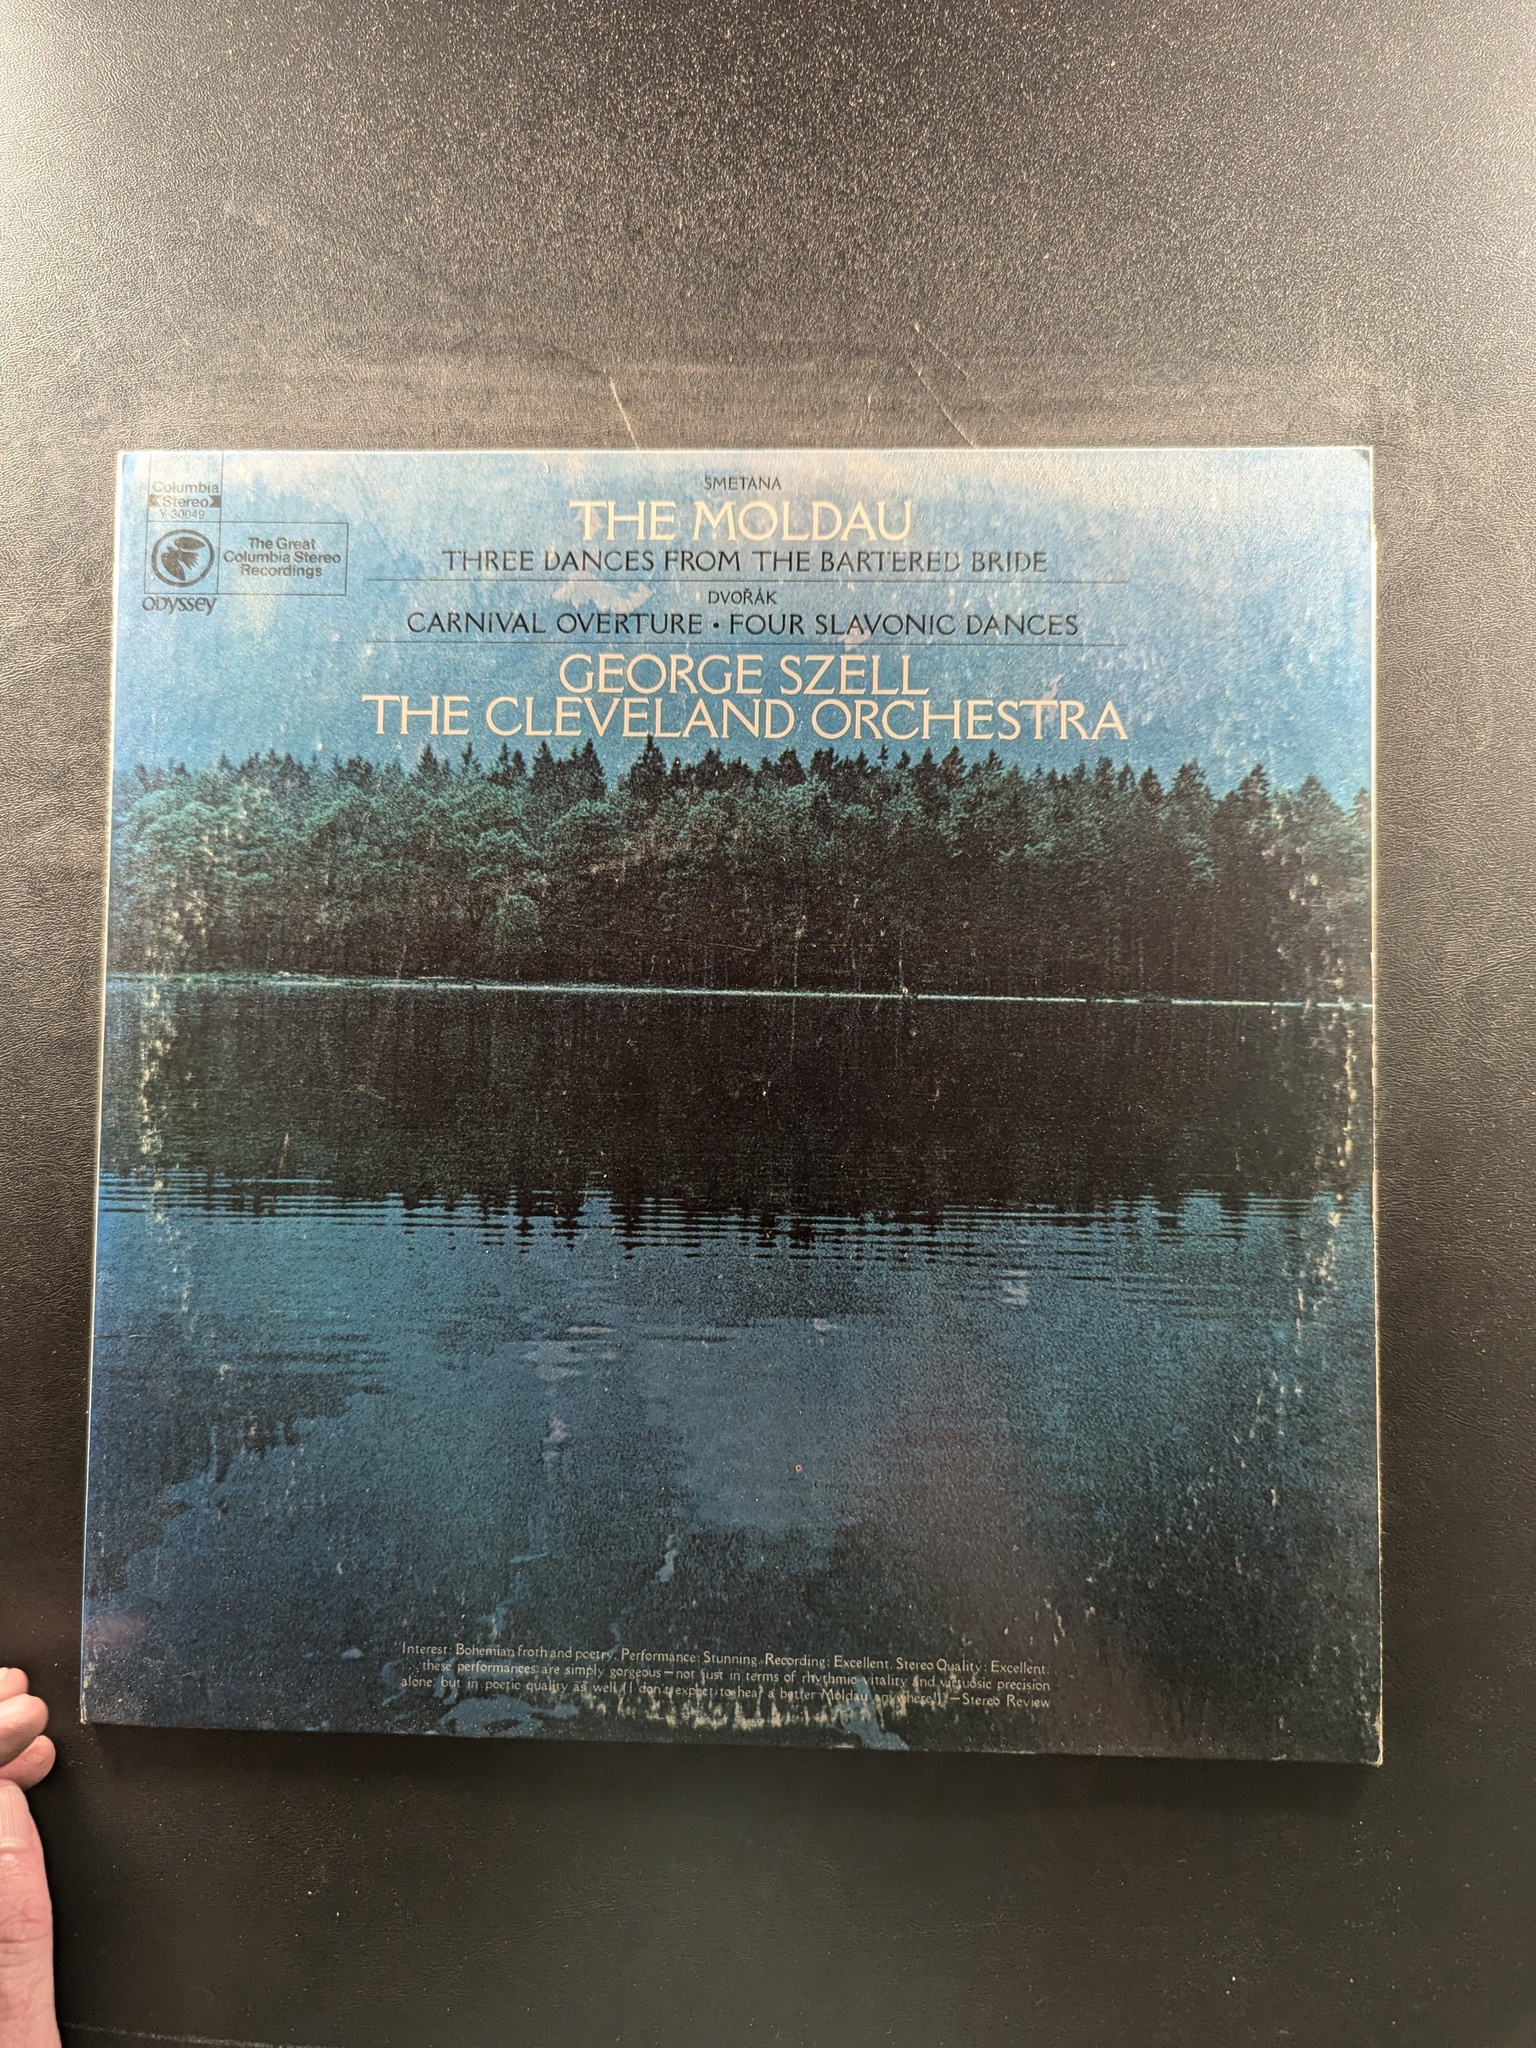 Columbia
Stereo
Y 30049
The Great
Columbia Stereo
Recordings
ODYSSEY
SMETANA
THE MOLDAU
THREE DANCES FROM THE BARTERED BRIDE
DVOŘÁK
CARNIVAL OVERTURE • FOUR SLAVONIC DANCES
GEORGE SZELL
THE CLEVELAND ORCHESTRA
Interest: Bohemian froth and poetry. Performance: Stunning. Recording: Excellent. Stereo Quality: Excellent.
these performances are simply gorgeous—not just in terms of rhythmic vitality and virtuosic precision
alone, but in poetic quality as well (I don't expect to hear a better Moldau anywhere!). —Stereo Review